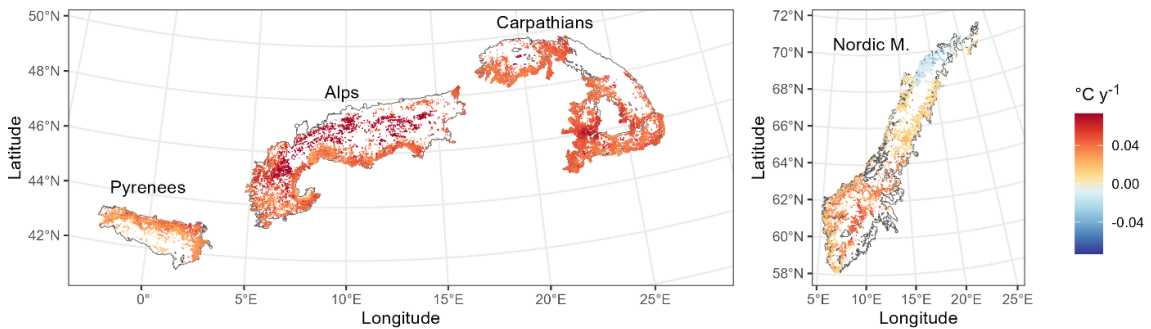 50°N
48°N
46°N
44°N
42°N
Latitude
Carpathians
Alps
Pyrenees
0°
5°E
10°E
15°E
20°E
25°E
Longitude
72°N
70°N
68°N
66°N
64°N
62°N
60°N
58°N
Latitude
Nordic M.
5°E
10°E
15°E
20°E
25°E
Longitude
°C y⁻¹
0.04
0.00
-0.04